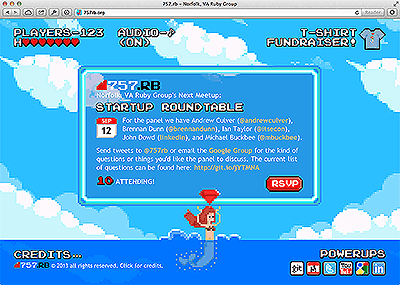 757.rb – Norfolk, VA Ruby Group
757rb.org
Reader
PLAYERS-123
AUDIO-♪
(ON)
T-SHIRT
FUNDRAISER!
H
757.RB
Norfolk, VA Ruby Group's Next Meetup:
STARTUP ROUNDTABLE
SEP
12
For the panel we have Andrew Culver (@andrewculver),
Brennan Dunn (@brennandunn), Ian Taylor (@itsecon),
John Dowd (linkedin), and Michael Buckbee (@mbuckbee).
Send tweets to @757rb or email the Google Group for the kind of
questions or things you'd like the panel to discuss. The current list
of questions can be found here: http://git.io/jYTMNA
10 ATTENDING!
RSVP
CREDITS...
757.RB © 2013 all rights reserved. Click for credits.
POWERUPS
git
You
in